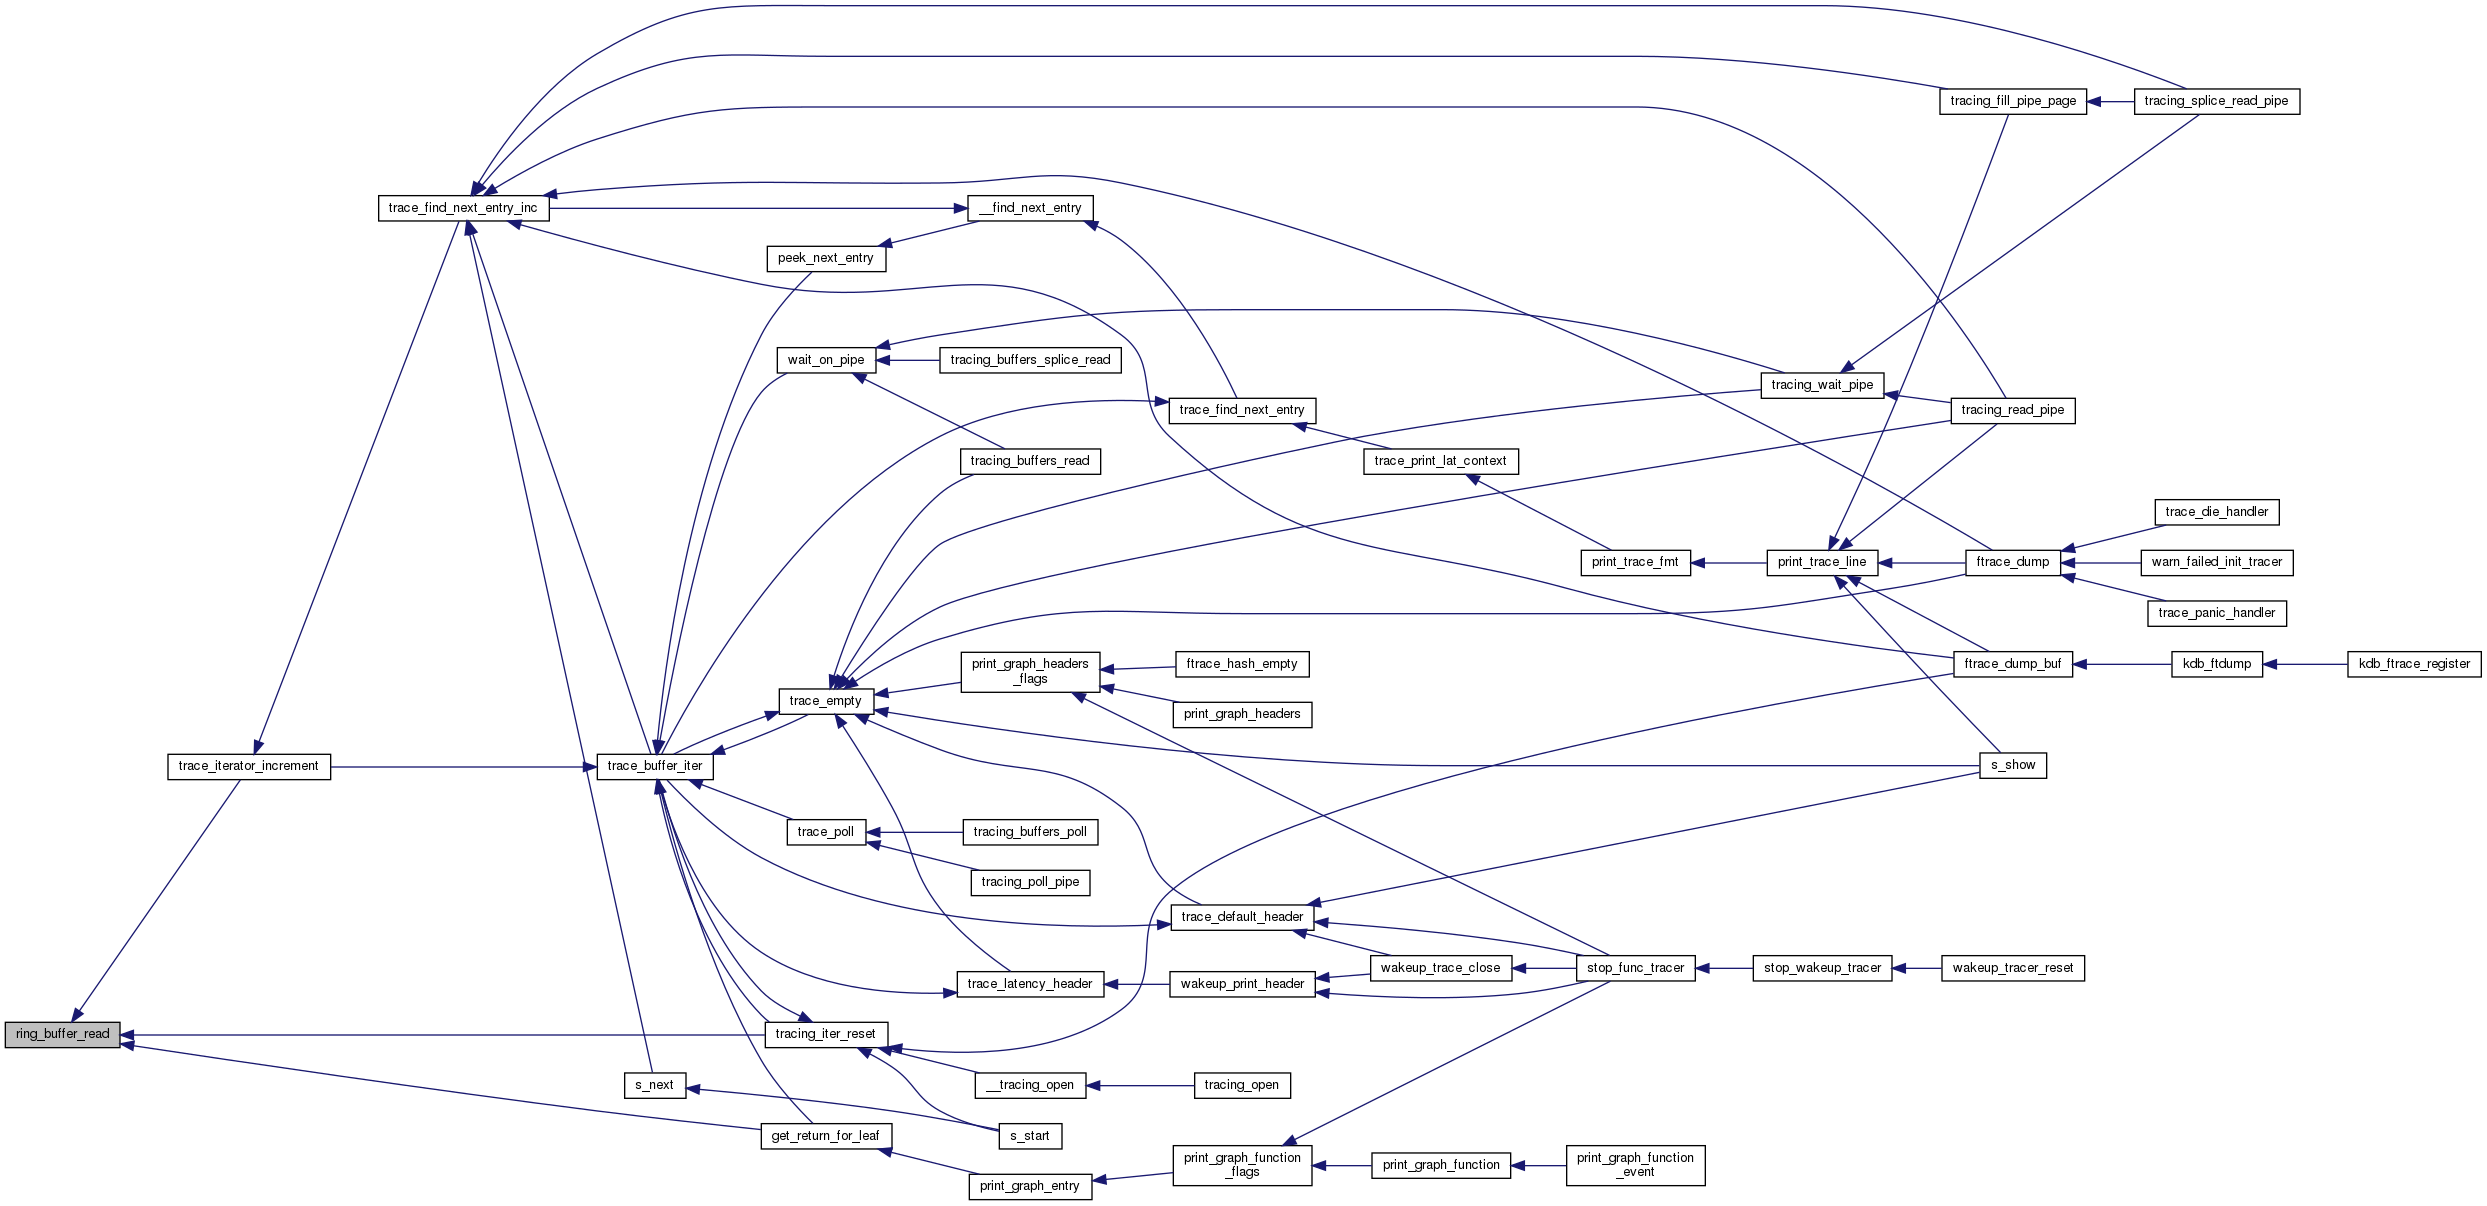 tracing_fill_pipe_page
tracing_splice_read_pipe
trace_find_next_entry_inc
__find_next_entry
peek_next_entry
wait_on_pipe
tracing_buffers_splice_read
tracing_wait_pipe
trace_find_next_entry
tracing_read_pipe
tracing_buffers_read
trace_print_lat_context
trace_die_handler
print_trace_fmt
print_trace_line
ftrace_dump
warn_failed_init_tracer
trace_panic_handler
print_graph_headers
_flags
ftrace_hash_empty
ftrace_dump_buf
kdb_ftdump
kdb_ftrace_register
trace_empty
print_graph_headers
trace_iterator_increment
trace_buffer_iter
s_show
trace_poll
tracing_buffers_poll
tracing_poll_pipe
trace_default_header
wakeup_trace_close
stop_func_tracer
stop_wakeup_tracer
wakeup_tracer_reset
trace_latency_header
wakeup_print_header
ring_buffer_read
tracing_iter_reset
s_next
__tracing_open
tracing_open
get_return_for_leaf
s_start
print_graph_function
_flags
print_graph_function
print_graph_function
_event
print_graph_entry